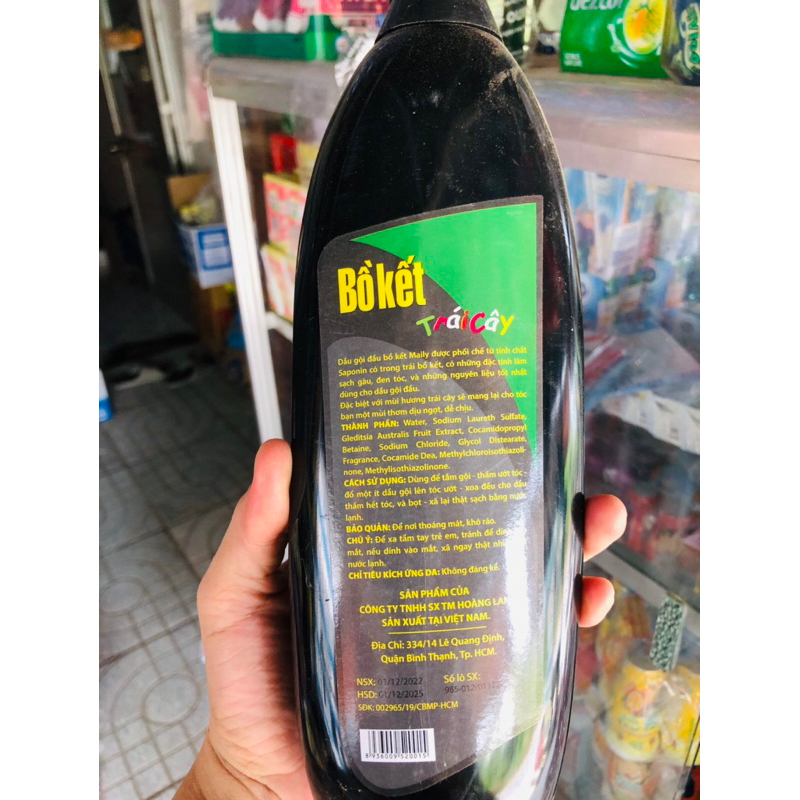 Bồ kết
Trái Cây
Dầu gội đầu bồ kết Maily được phối chế từ tinh chất
Saponin có trong trái bồ kết, có những đặc tính làm
sạch gàu, đen tóc, và những nguyên liệu tốt nhất
dùng cho dầu gội đầu.
Đặc biệt với mùi hương trái cây sẽ mang lại cho tóc
bạn một mùi thơm dịu ngọt, dễ chịu.
THÀNH PHẦN: Water, Sodium Laurath Sulfate,
Gleditsia Australis Fruit Extract, Cocamidopropyl
Betaine, Sodium Chloride, Glycol Distearate,
Fragrance, Cocamide Dea, Methylchloroisothiazoli-
none, Methylisothiazolinone.
CÁCH SỬ DỤNG: Dùng để tắm gội - thấm ướt tóc -
đổ một ít dầu gội lên tóc ướt - xoa đều cho dầu
thấm hết tóc, và bọt - xả lại thật sạch bằng nước
lạnh.
BẢO QUẢN: Để nơi thoáng mát, khô ráo.
CHÚ Ý: Để xa tầm tay trẻ em, tránh để
mắt, nếu dính vào mắt, xả ngay thật
nước lạnh.
CHỈ TIÊU KÍCH ỨNG DA: Không đáng kể.
SẢN PHẨM CỦA
CÔNG TY TNHH SX TM HOÀNG LAN
SẢN XUẤT TẠI VIỆT NAM.
Địa Chỉ: 334/14 Lê Quang Định,
Quận Bình Thạnh, Tp. HCM.
NSX: 01/12/2022 Số lô SX:
HSD: 01/12/2025
SĐK: 002965/19/CBMP-HCM
8 936009 520015